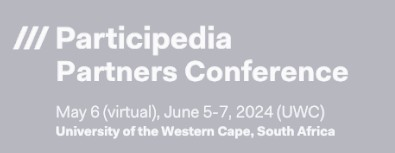 /// Participedia
Partners Conference
May 6 (virtual), June 5-7, 2024 (UWC)
University of the Western Cape, South Africa